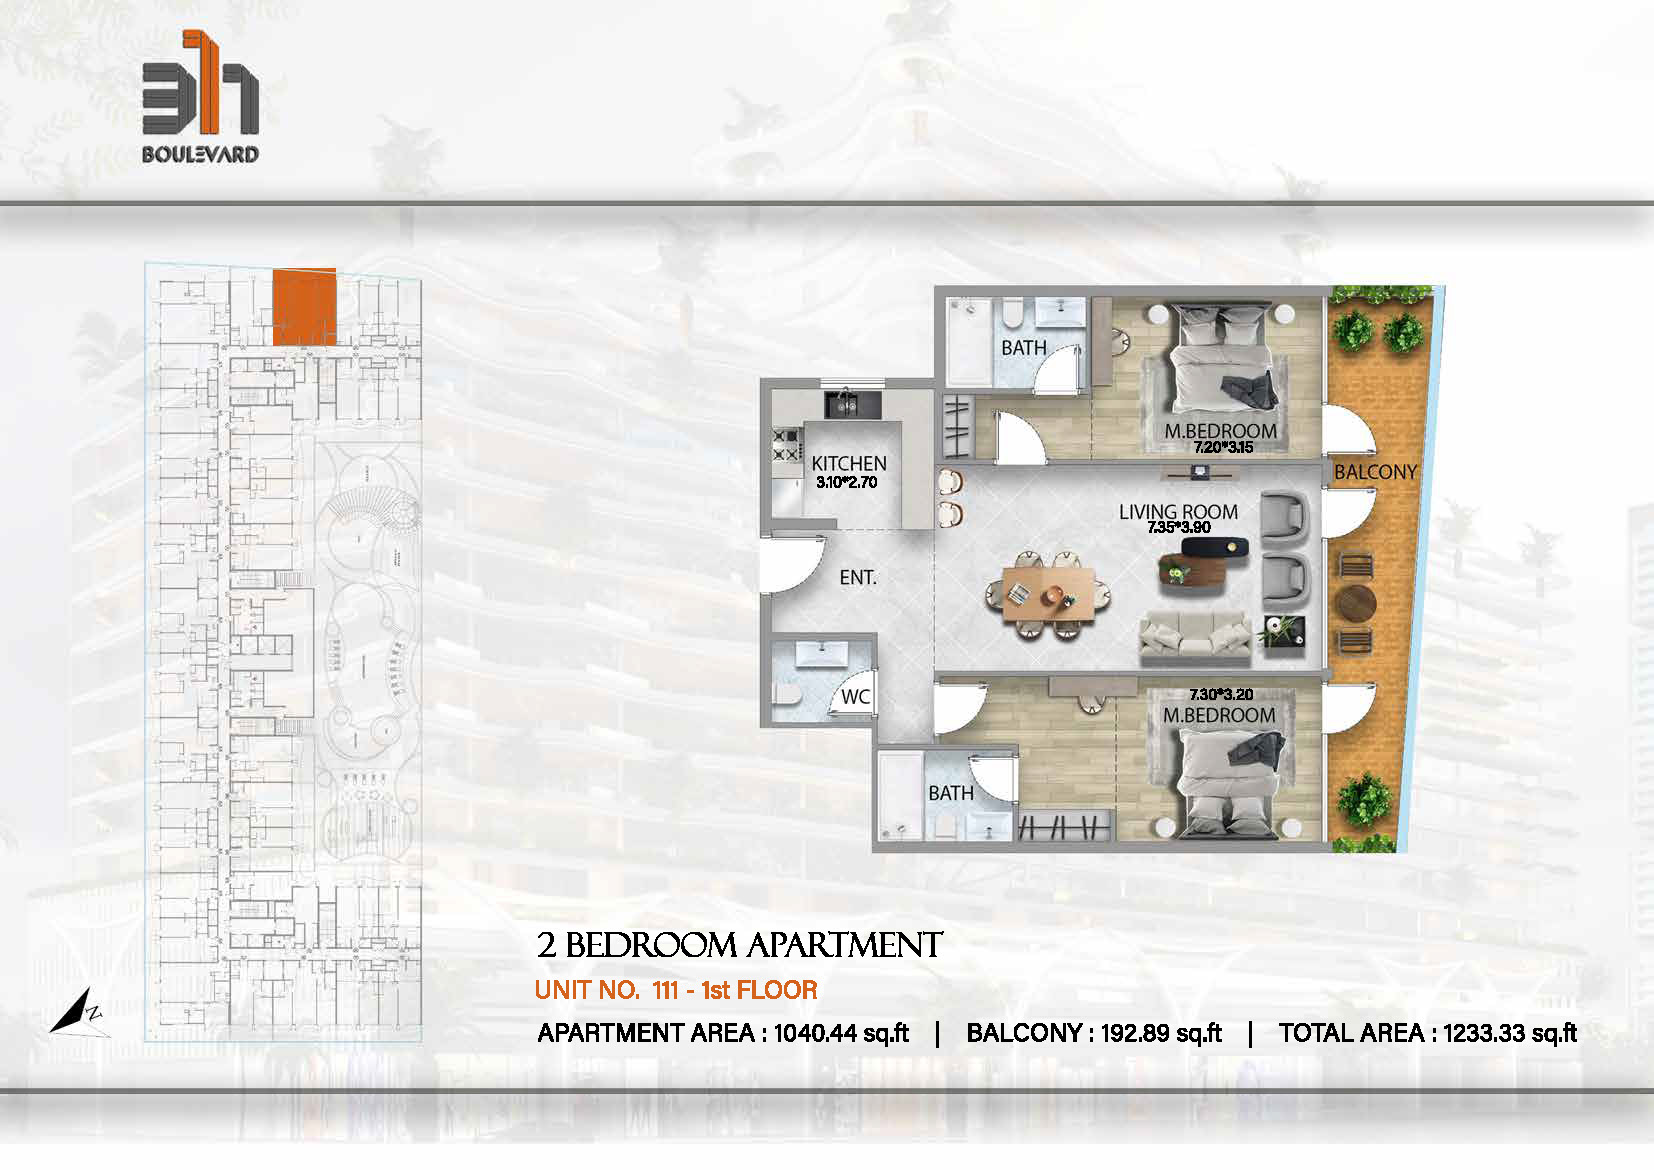 311
BOULEVARD
BATH
M.BEDROOM
7.20*3.15
KITCHEN
3.10*2.70
BALCONY
LIVING ROOM
7.35*3.90
ENT.
WC
7.30*3.20
M.BEDROOM
BATH
N
2 BEDROOM APARTMENT
UNIT NO. 111 - 1st FLOOR
APARTMENT AREA : 1040.44 sq.ft | BALCONY : 192.89 sq.ft | TOTAL AREA : 1233.33 sq.ft